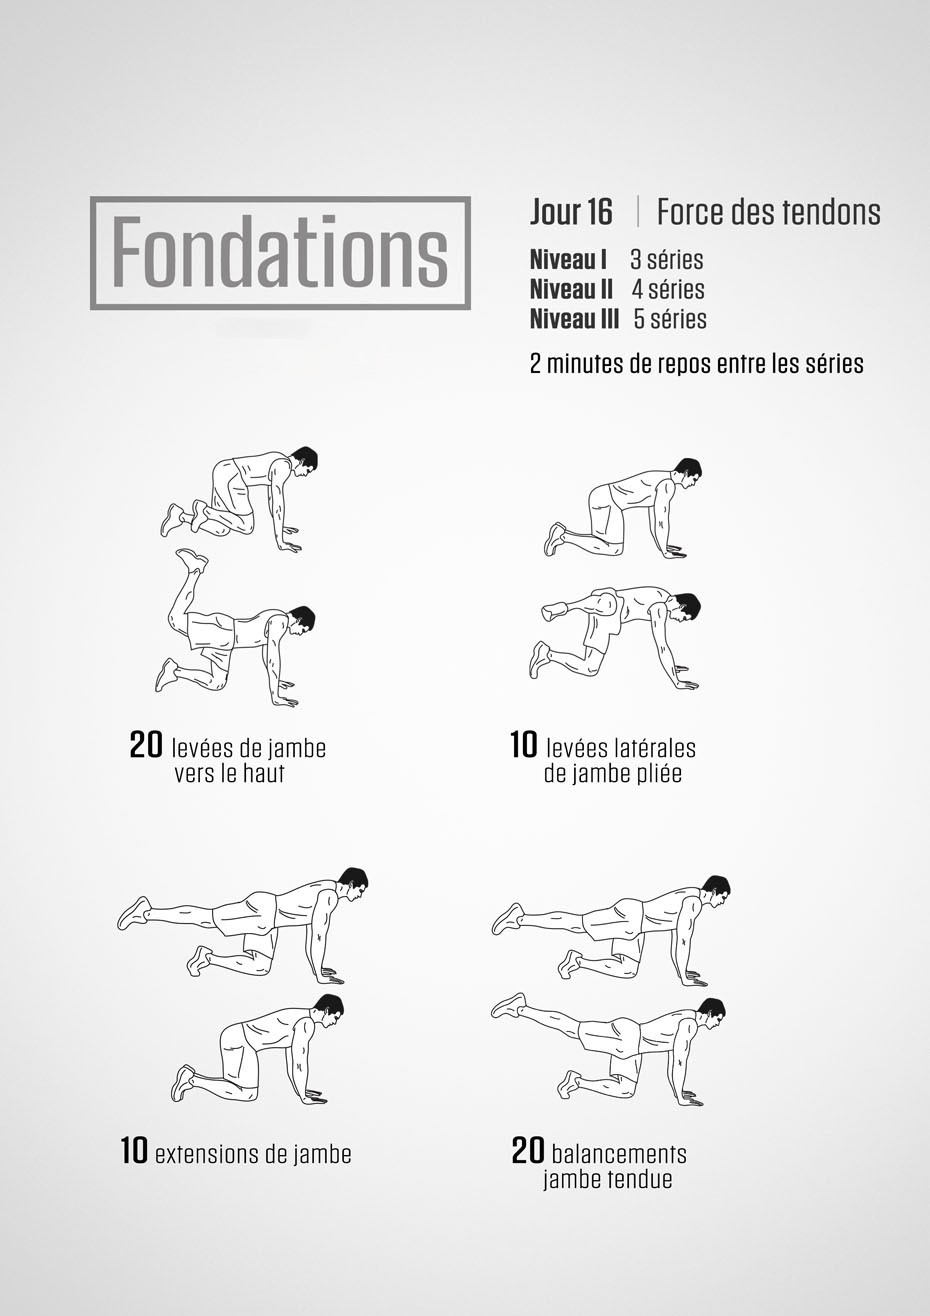 Fondations
Jour 16 | Force des tendons
Niveau I 3 séries
Niveau II 4 séries
Niveau III 5 séries
2 minutes de repos entre les séries
20 levées de jambe
vers le haut
10 levées latérales
de jambe pliée
10 extensions de jambe
20 balancements
jambe tendue